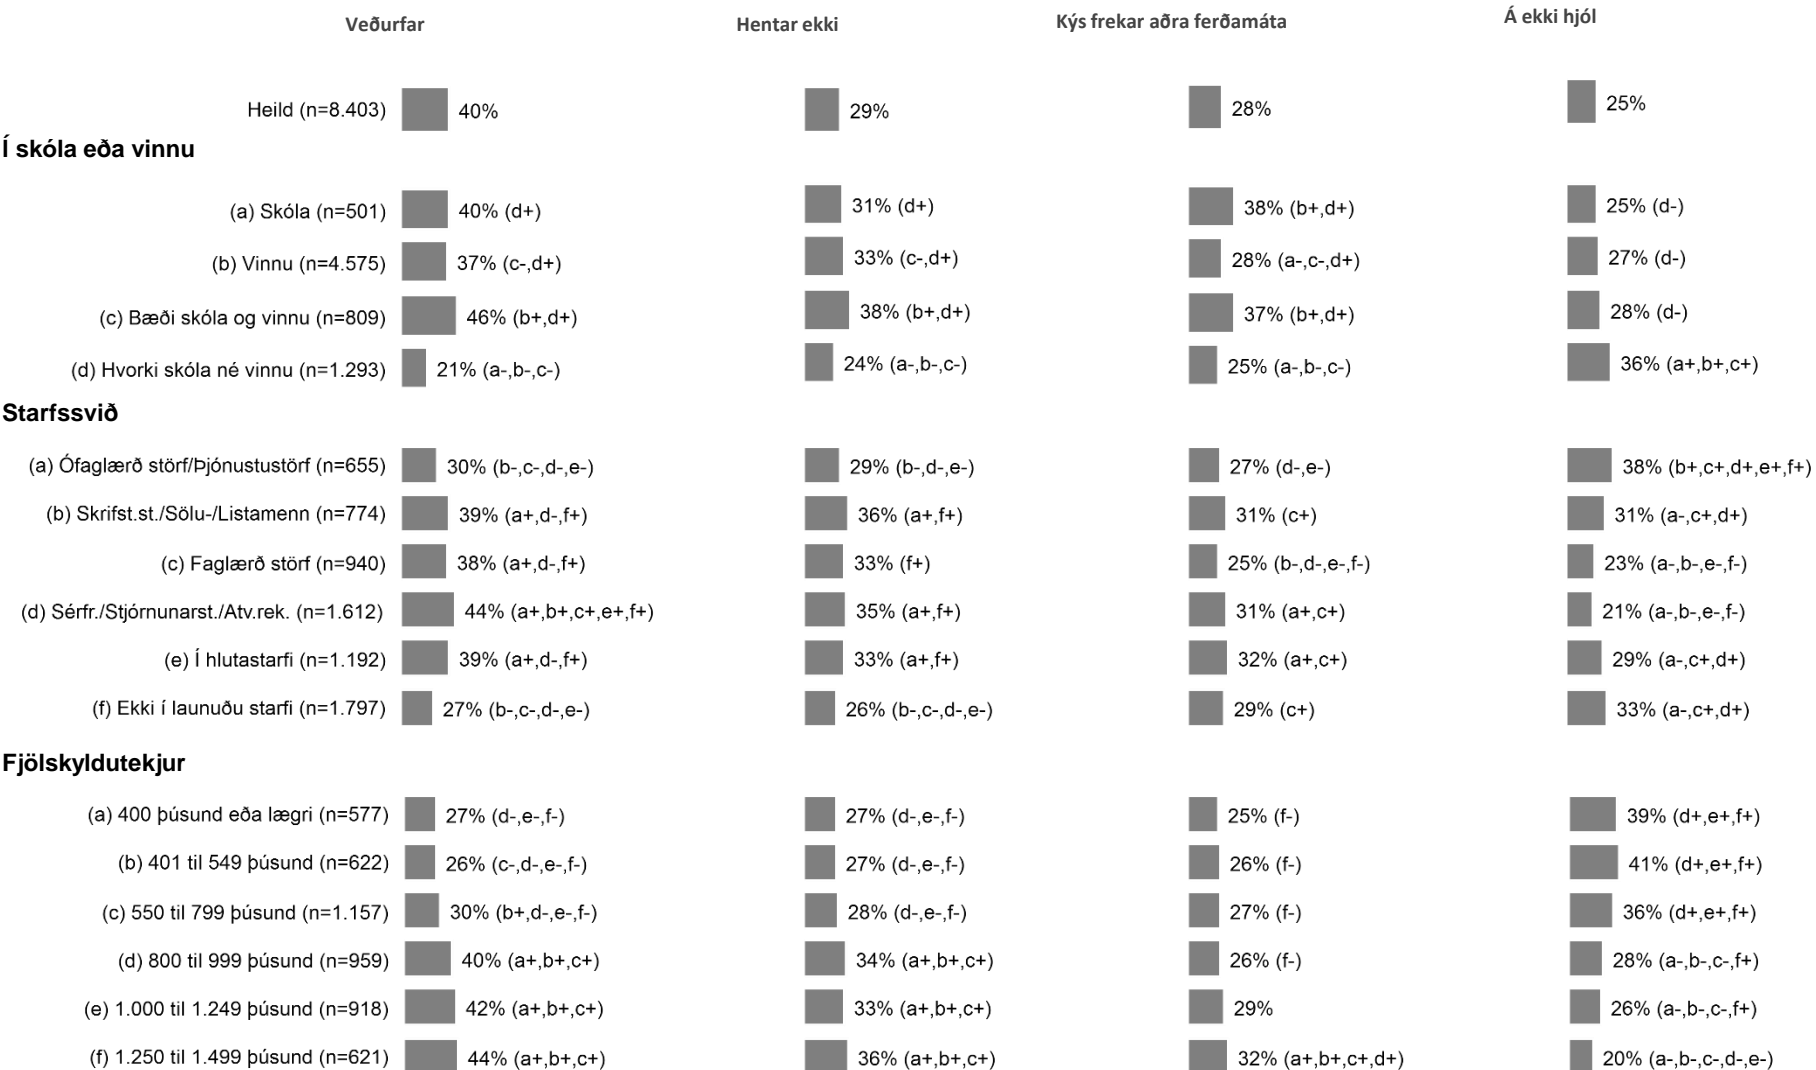 Veðurfar Hentar ekki Kýs frekar aðra ferðamáta Á ekki hjól
Heild (n=8.403) 40% 29% 28% 25%
Í skóla eða vinnu
(a) Skóla (n=501) 40% (d+) 31% (d+) 38% (b+,d+) 25% (d-)
(b) Vinnu (n=4.575) 37% (c-,d+) 33% (c-,d+) 28% (a-,c-,d+) 27% (d-)
(c) Bæði skóla og vinnu (n=809) 46% (b+,d+) 38% (b+,d+) 37% (b+,d+) 28% (d-)
(d) Hvorki skóla né vinnu (n=1.293) 21% (a-,b-,c-) 24% (a-,b-,c-) 25% (a-,b-,c-) 36% (a+,b+,c+)
Starfssvið
(a) Ófaglærð störf/Þjónustustörf (n=655) 30% (b-,c-,d-,e-) 29% (b-,d-,e-) 27% (d-,e-) 38% (b+,c+,d+,e+,f+)
(b) Skrifst.st./Sölu-/Listamenn (n=774) 39% (a+,d-,f+) 36% (a+,f+) 31% (c+) 31% (a-,c+,d+)
(c) Faglærð störf (n=940) 38% (a+,d-,f+) 33% (f+) 25% (b-,d-,e-,f-) 23% (a-,b-,e-,f-)
(d) Sérfr./Stjórnunarst./Atv.rek. (n=1.612) 44% (a+,b+,c+,e+,f+) 35% (a+,f+) 31% (a+,c+) 21% (a-,b-,e-,f-)
(e) Í hlutastarfi (n=1.192) 39% (a+,d-,f+) 33% (a+,f+) 32% (a+,c+) 29% (a-,c+,d+)
(f) Ekki í launuðu starfi (n=1.797) 27% (b-,c-,d-,e-) 26% (b-,c-,d-,e-) 29% (c+) 33% (a-,c+,d+)
Fjölskyldutekjur
(a) 400 þúsund eða lægri (n=577) 27% (d-,e-,f-) 27% (d-,e-,f-) 25% (f-) 39% (d+,e+,f+)
(b) 401 til 549 þúsund (n=622) 26% (c-,d-,e-,f-) 27% (d-,e-,f-) 26% (f-) 41% (d+,e+,f+)
(c) 550 til 799 þúsund (n=1.157) 30% (b+,d-,e-,f-) 28% (d-,e-,f-) 27% (f-) 36% (d+,e+,f+)
(d) 800 til 999 þúsund (n=959) 40% (a+,b+,c+) 34% (a+,b+,c+) 26% (f-) 28% (a-,b-,c-,f+)
(e) 1.000 til 1.249 þúsund (n=918) 42% (a+,b+,c+) 33% (a+,b+,c+) 29% 26% (a-,b-,c-,f+)
(f) 1.250 til 1.499 þúsund (n=621) 44% (a+,b+,c+) 36% (a+,b+,c+) 32% (a+,b+,c+,d+) 20% (a-,b-,c-,d-,e-)